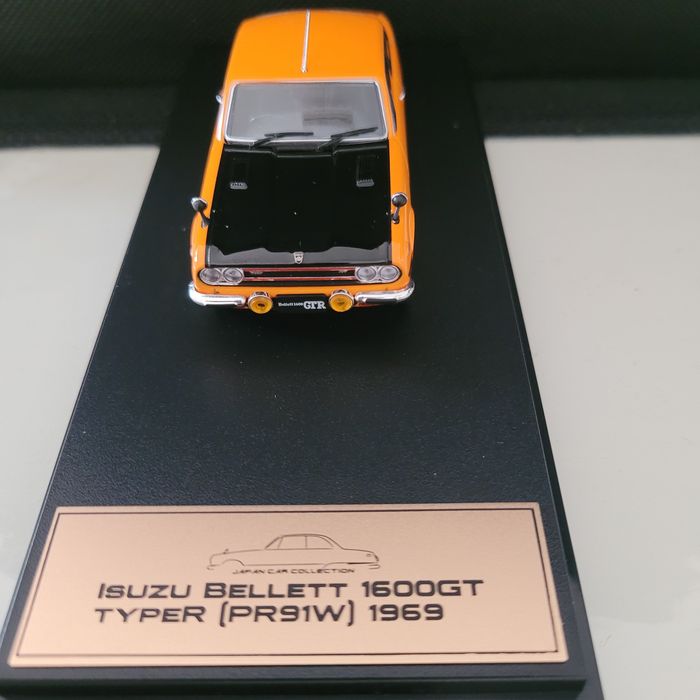 Bellett 1600 GTR
JAPAN CAR COLLECTION
ISUZU BELLETT 1600GT
TYPER (PR91W) 1969